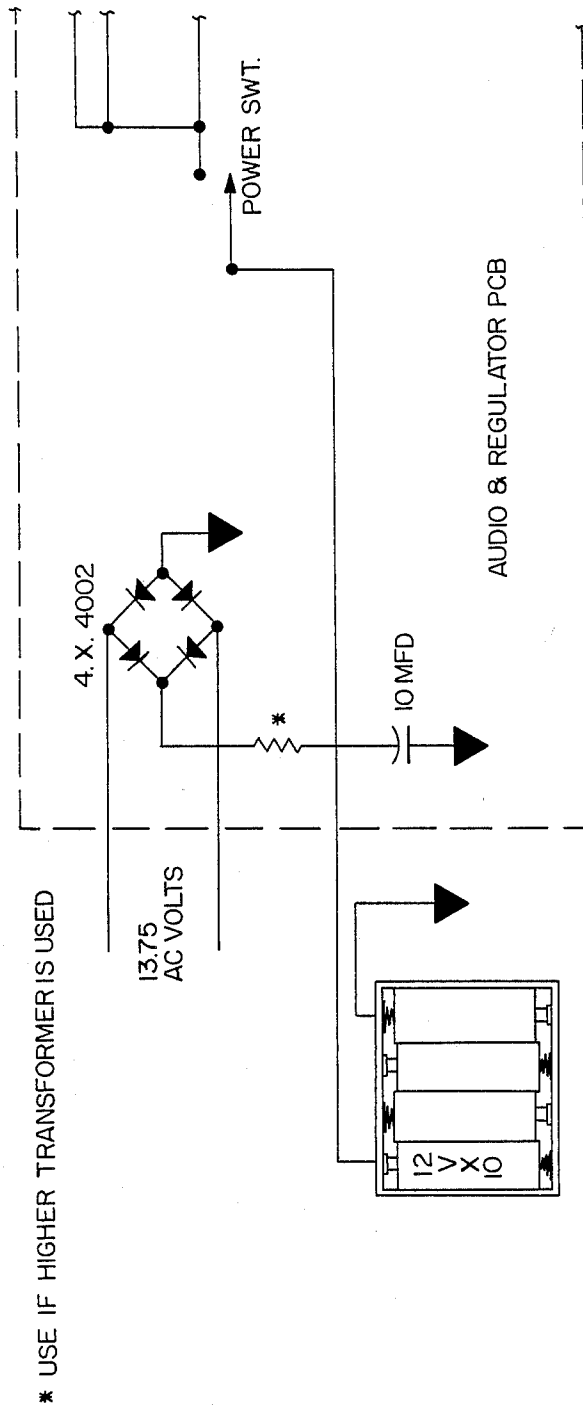 * USE IF HIGHER TRANSFORMER IS USED
13.75
AC VOLTS
4. X. 4002
*
10 MFD
POWER SWT.
AUDIO & REGULATOR PCB
12
V
X
10